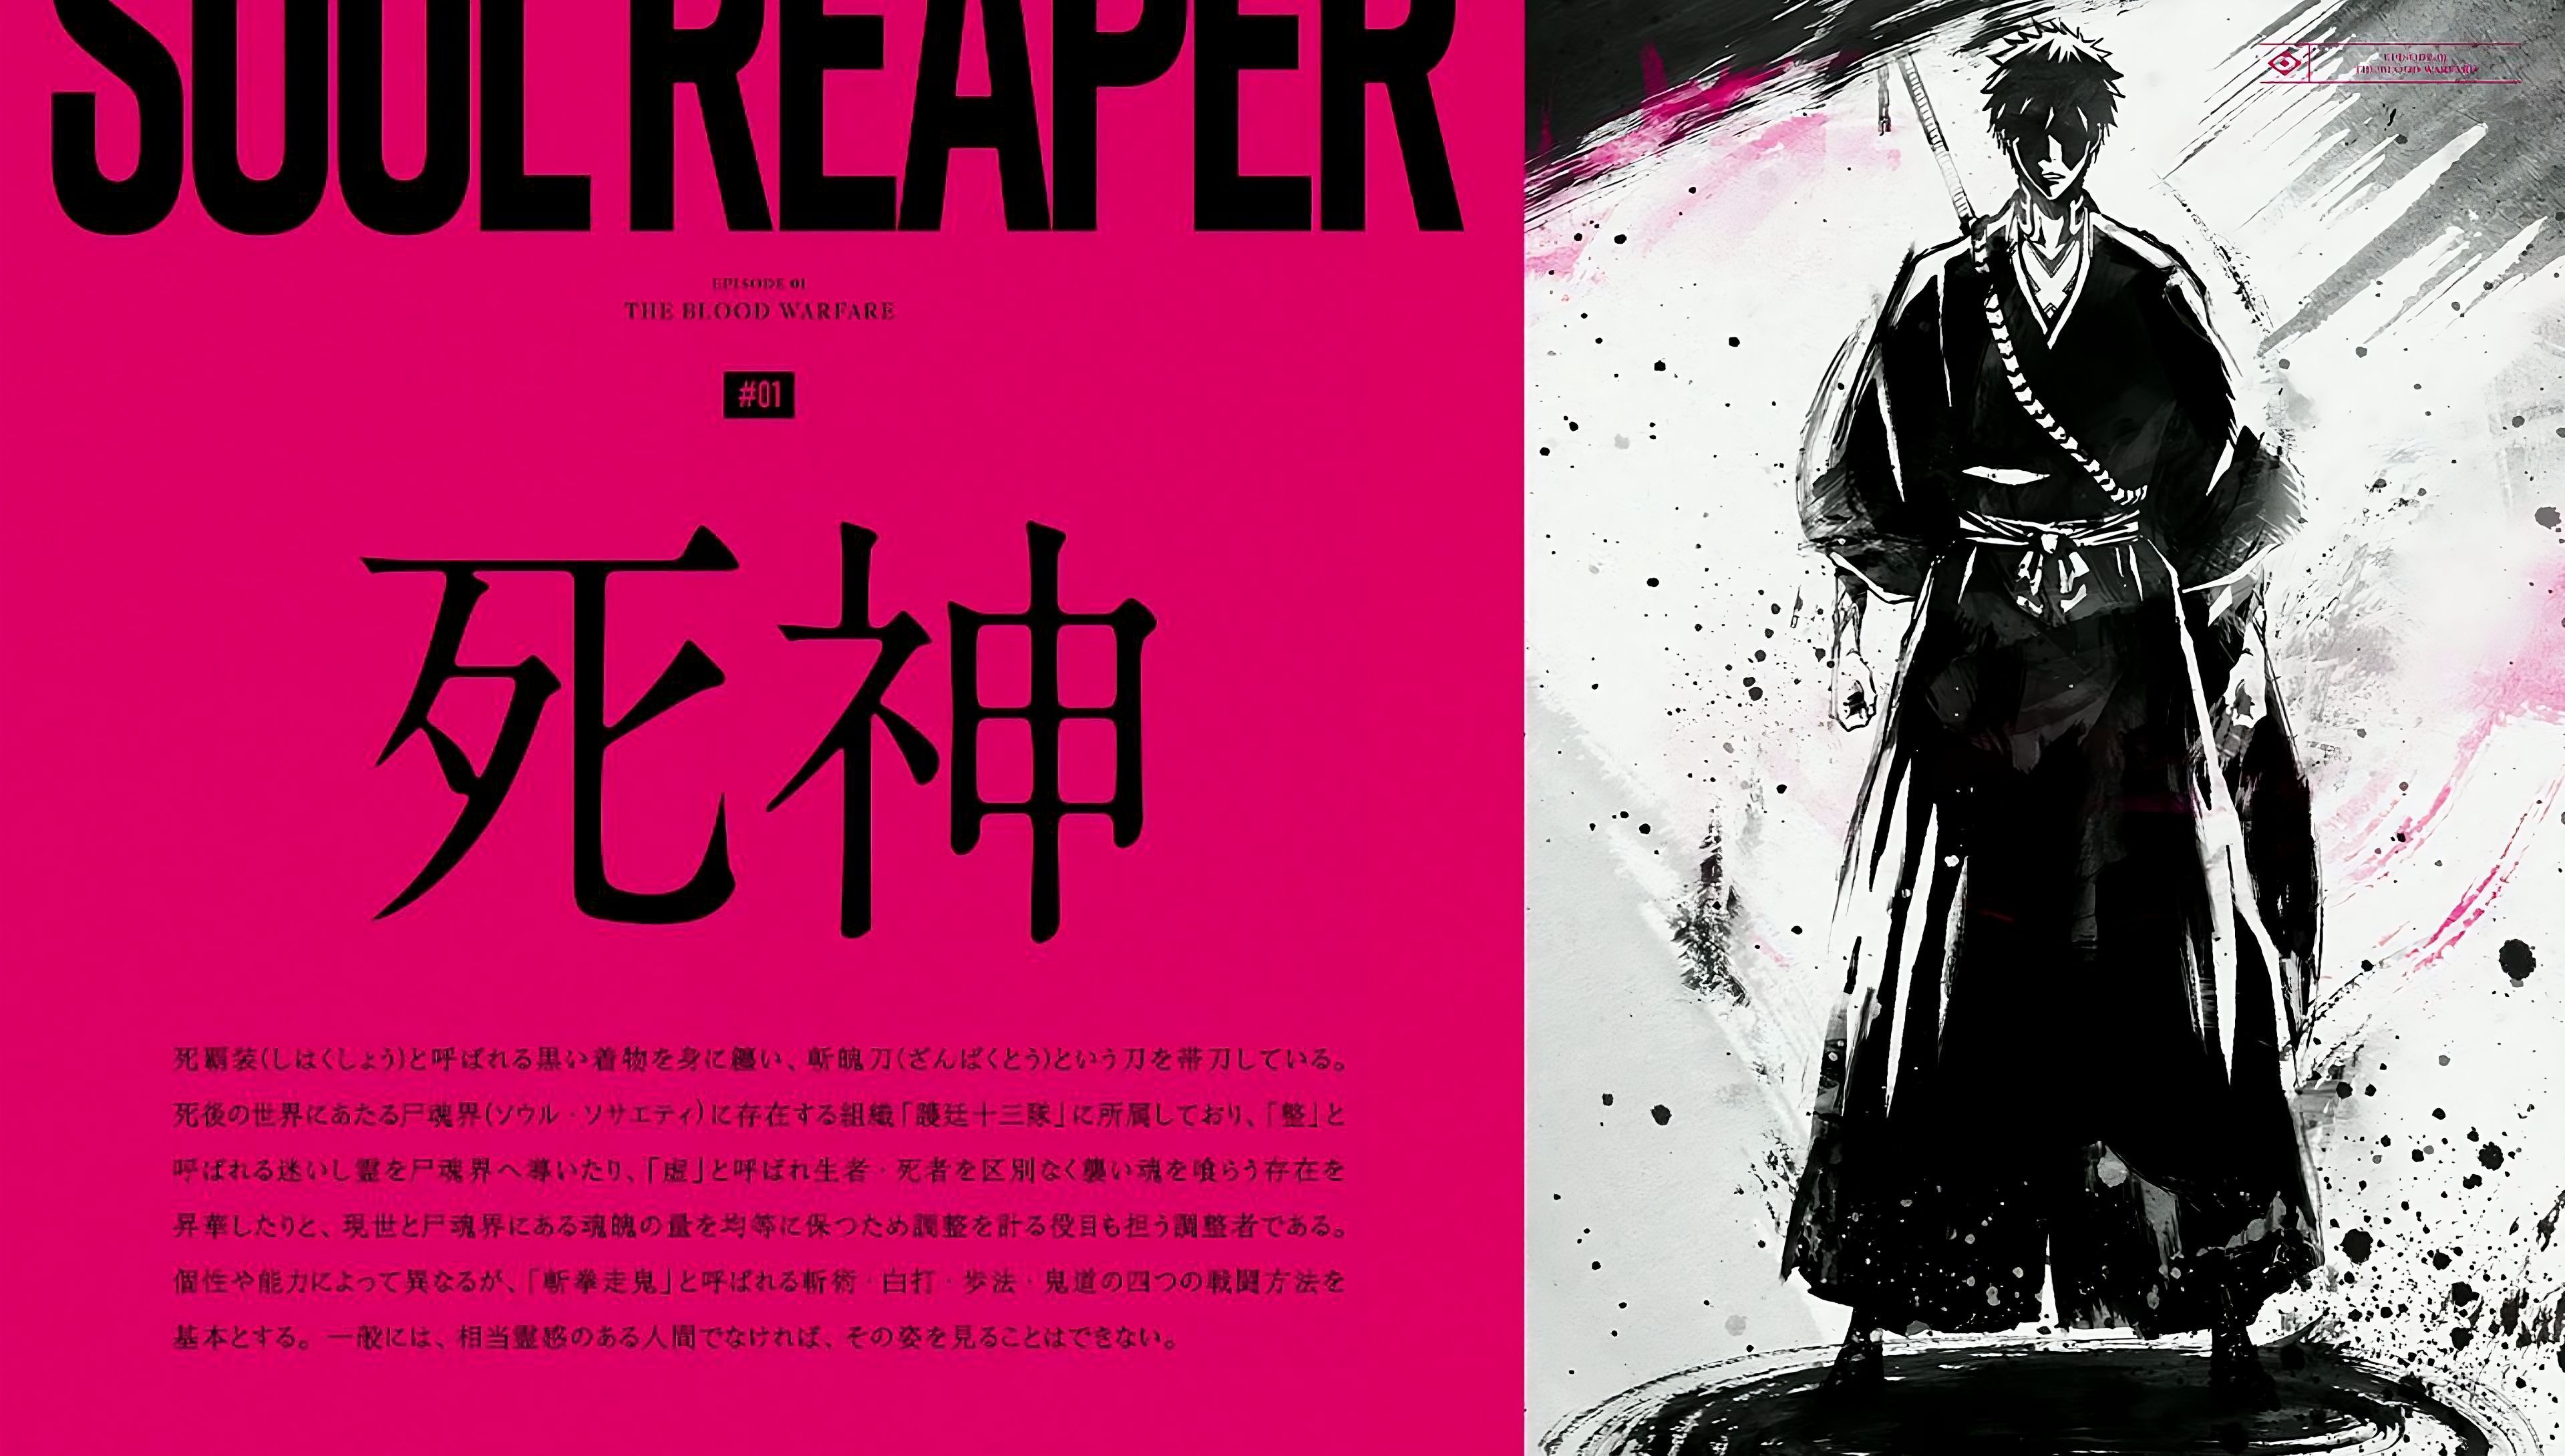 SOUL REAPER
EPISODE 01
THE BLOOD WARFARE
#01
死神
死覇装(しはくしょう)と呼ばれる黒い着物を身に纏い、斬魄刀(ざんぱくとう)という刀を帯刀している。
死後の世界にあたる尸魂界(ソウル・ソサエティ)に存在する組織「護廷十三隊」に所属しており、「整」と
呼ばれる迷いし霊を尸魂界へ導いたり、「虚」と呼ばれ生者・死者を区別なく襲い魂を喰らう存在を
昇華したりと、現世と尸魂界にある魂魄の量を均等に保つため調整を計る役目も担う調整者である。
個性や能力によって異なるが、「斬拳走鬼」と呼ばれる斬術・白打・歩法・鬼道の四つの戦闘方法を
基本とする。一般には、相当霊感のある人間でなければ、その姿を見ることはできない。
EPISODE 01
THE BLOOD WARFARE